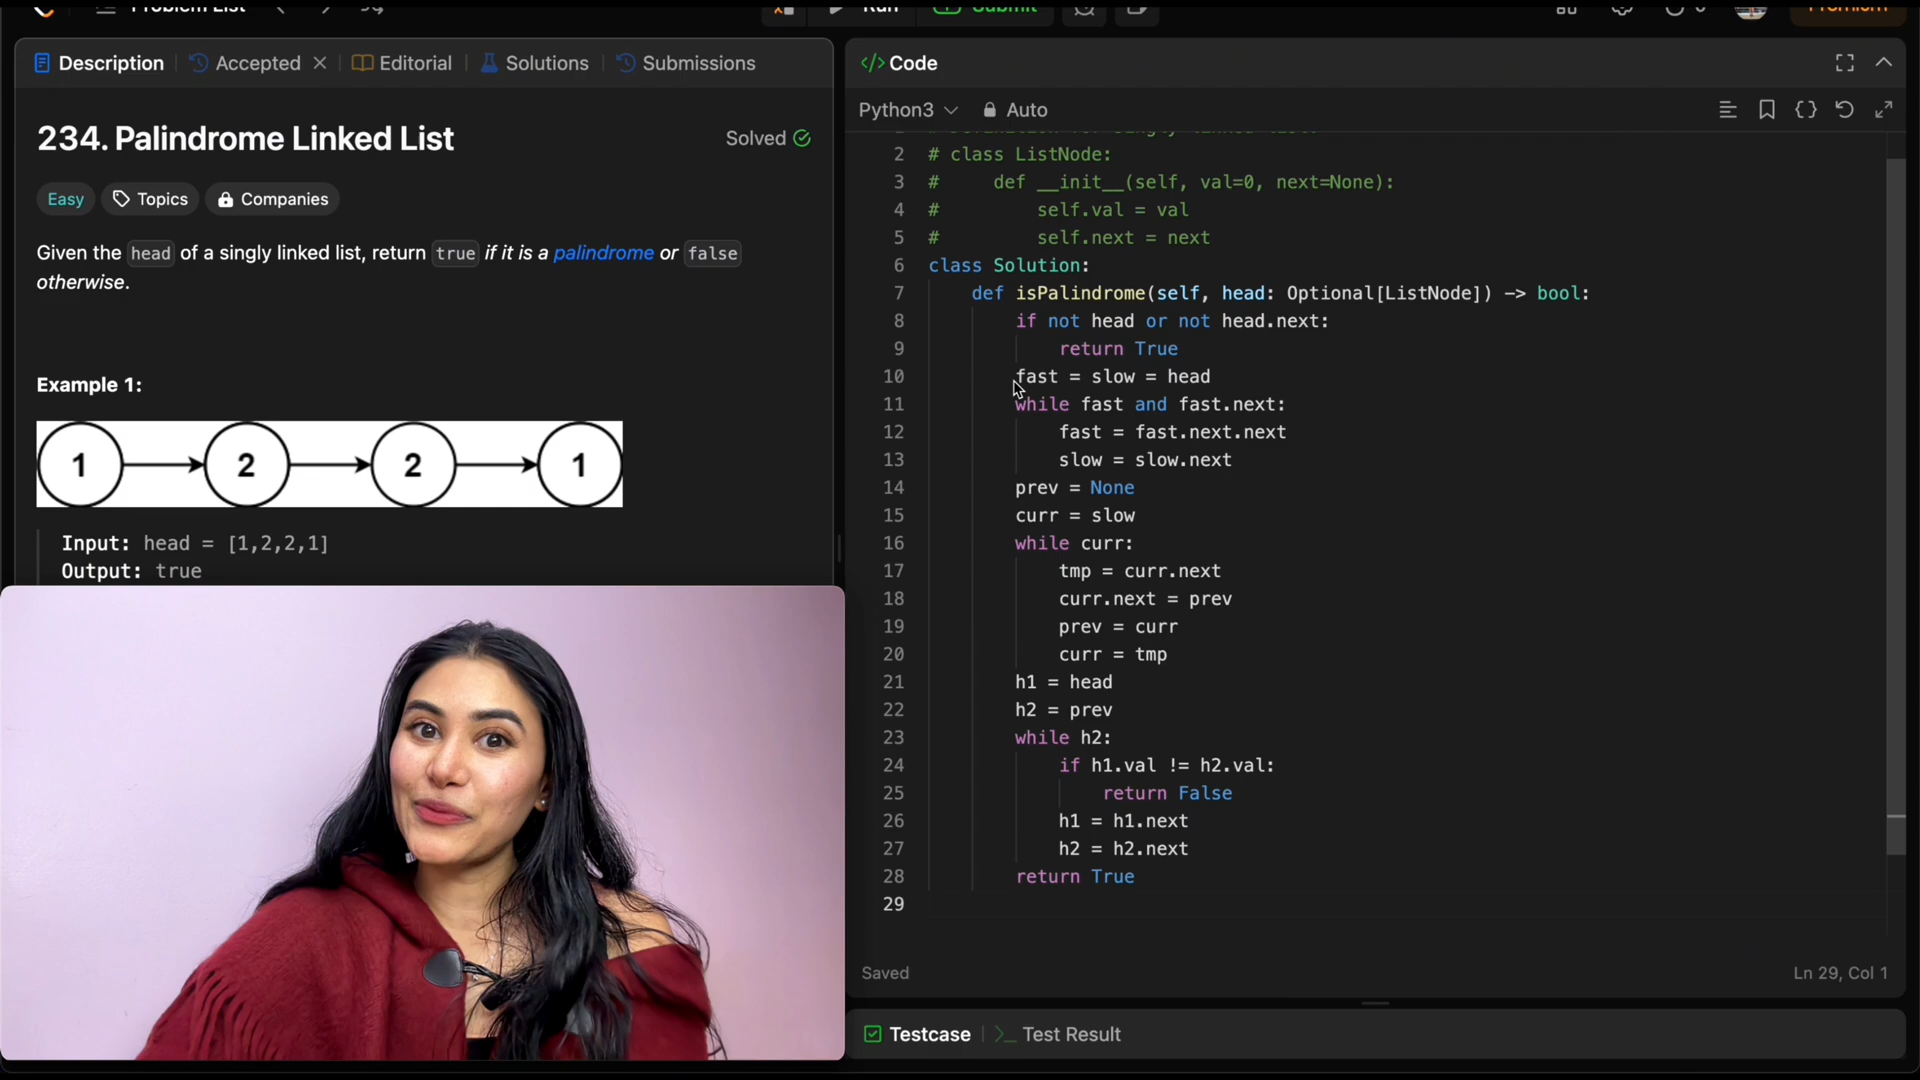 Problem List
Run
Submit
0
Premium
Description
Accepted
Editorial
Solutions
Submissions
234. Palindrome Linked List
Solved
Easy
Topics
Companies
Given the head of a singly linked list, return true if it is a palindrome or false
otherwise.
Example 1:
1
2
2
1
Input: head = [1,2,2,1]
Output: true
</> Code
Python3
Auto
2 # class ListNode:
3 #     def __init__(self, val=0, next=None):
4 #         self.val = val
5 #         self.next = next
6 class Solution:
7     def isPalindrome(self, head: Optional[ListNode]) -> bool:
8         if not head or not head.next:
9             return True
10         fast = slow = head
11         while fast and fast.next:
12             fast = fast.next.next
13             slow = slow.next
14         prev = None
15         curr = slow
16         while curr:
17             tmp = curr.next
18             curr.next = prev
19             prev = curr
20             curr = tmp
21         h1 = head
22         h2 = prev
23         while h2:
24             if h1.val != h2.val:
25                 return False
26             h1 = h1.next
27             h2 = h2.next
28         return True
29
Saved
Ln 29, Col 1
Testcase
Test Result